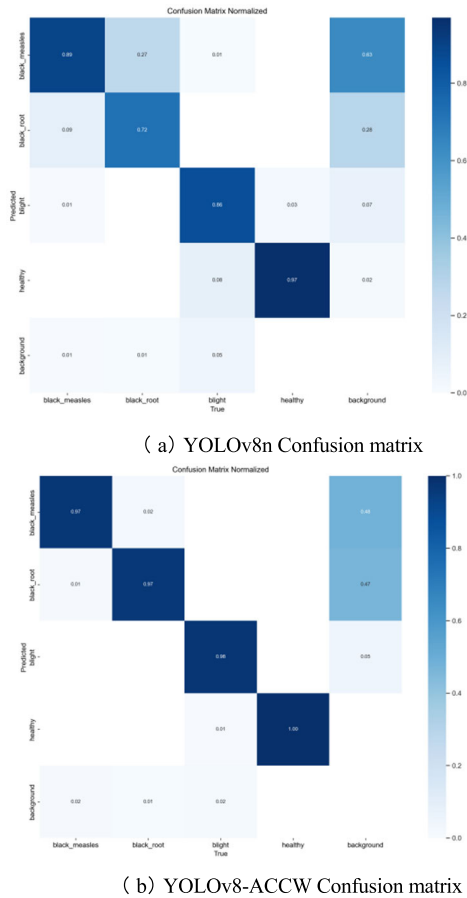 Confusion Matrix Normalized
black_measles
0.27
0.01
0.63
0.8
black_root
0.09
0.72
0.28
0.6
Predicted
blight
0.01
0.03
0.07
0.4
healthy
0.08
0.97
0.02
0.2
background
0.01
0.01
0.05
0.0
black_measles black_root blight healthy background
True
( a ) YOLOv8n Confusion matrix
Confusion Matrix Normalized
1.0
black_measles
0.97
0.02
0.8
black_root
0.01
0.97
0.47
0.6
Predicted
blight
0.05
0.4
healthy
0.01
1.00
0.2
background
0.02
0.01
0.02
0.0
black_measles black_root blight healthy background
True
( b ) YOLOv8-ACCW Confusion matrix